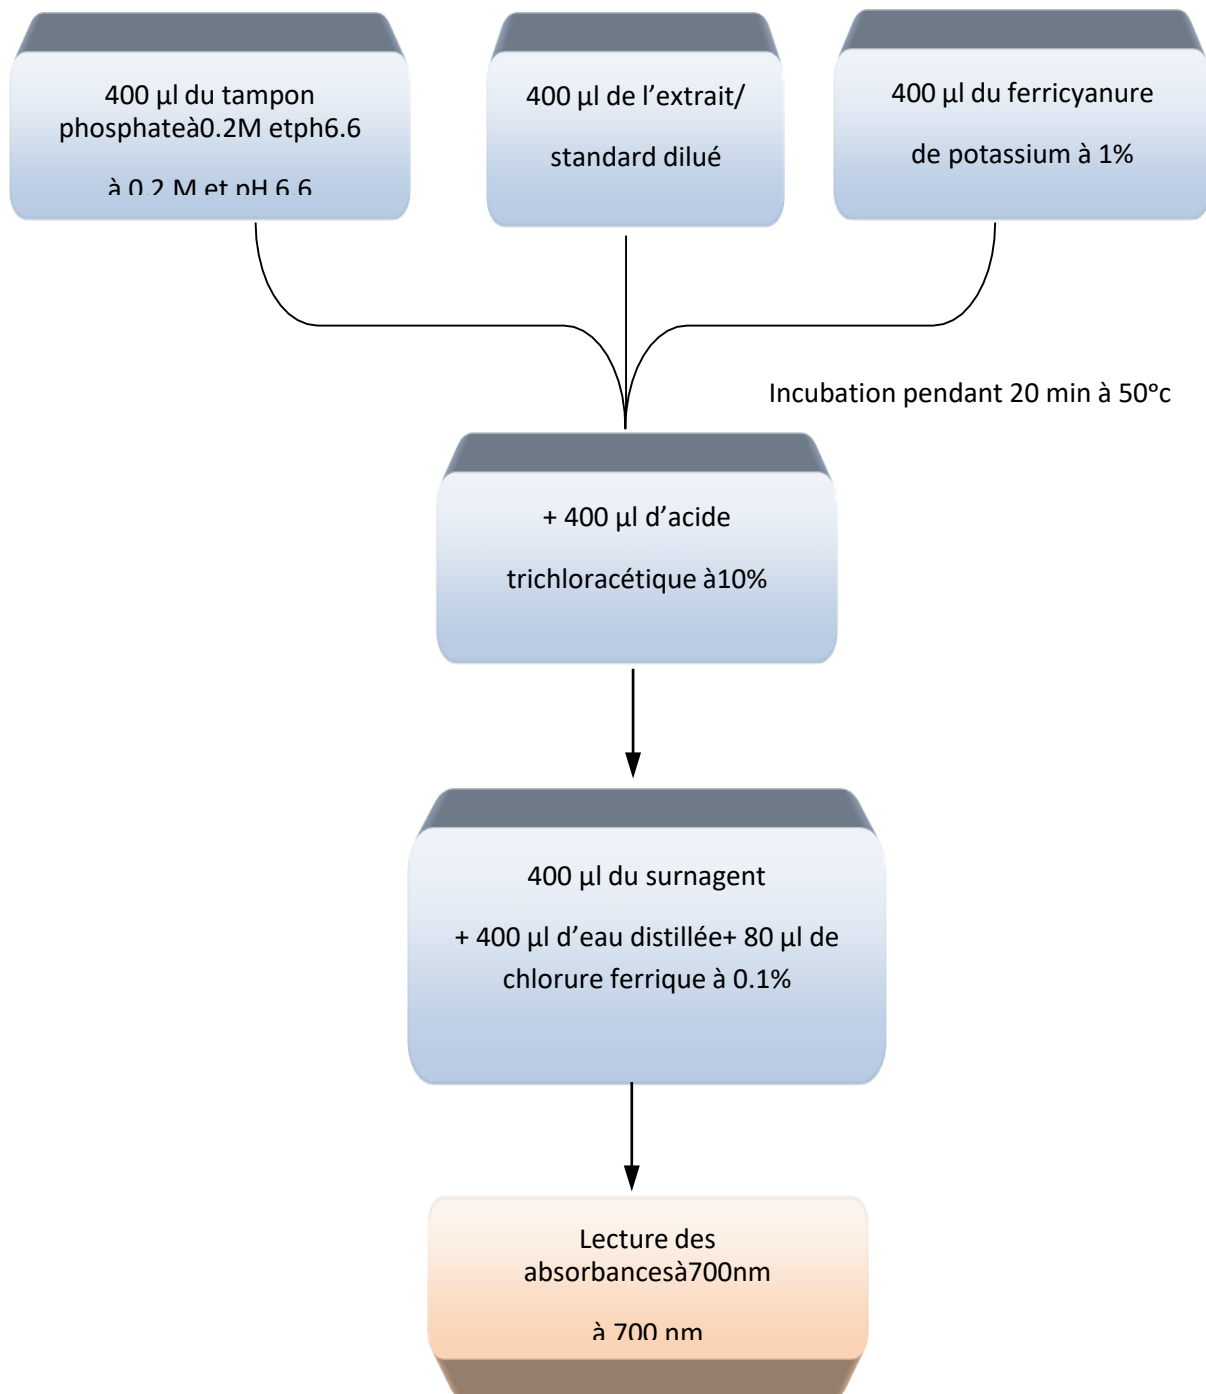 400 µl du tampon
phosphateà0.2M etph6.6
à 0.2 M et pH 6.6
400 µl de l’extrait/
standard dilué
400 µl du ferricyanure
de potassium à 1%
Incubation pendant 20 min à 50°c
+ 400 µl d’acide
trichloracétique à10%
400 µl du surnagent
+ 400 µl d’eau distillée+ 80 µl de
chlorure ferrique à 0.1%
Lecture des
absorbancesà700nm
à 700 nm